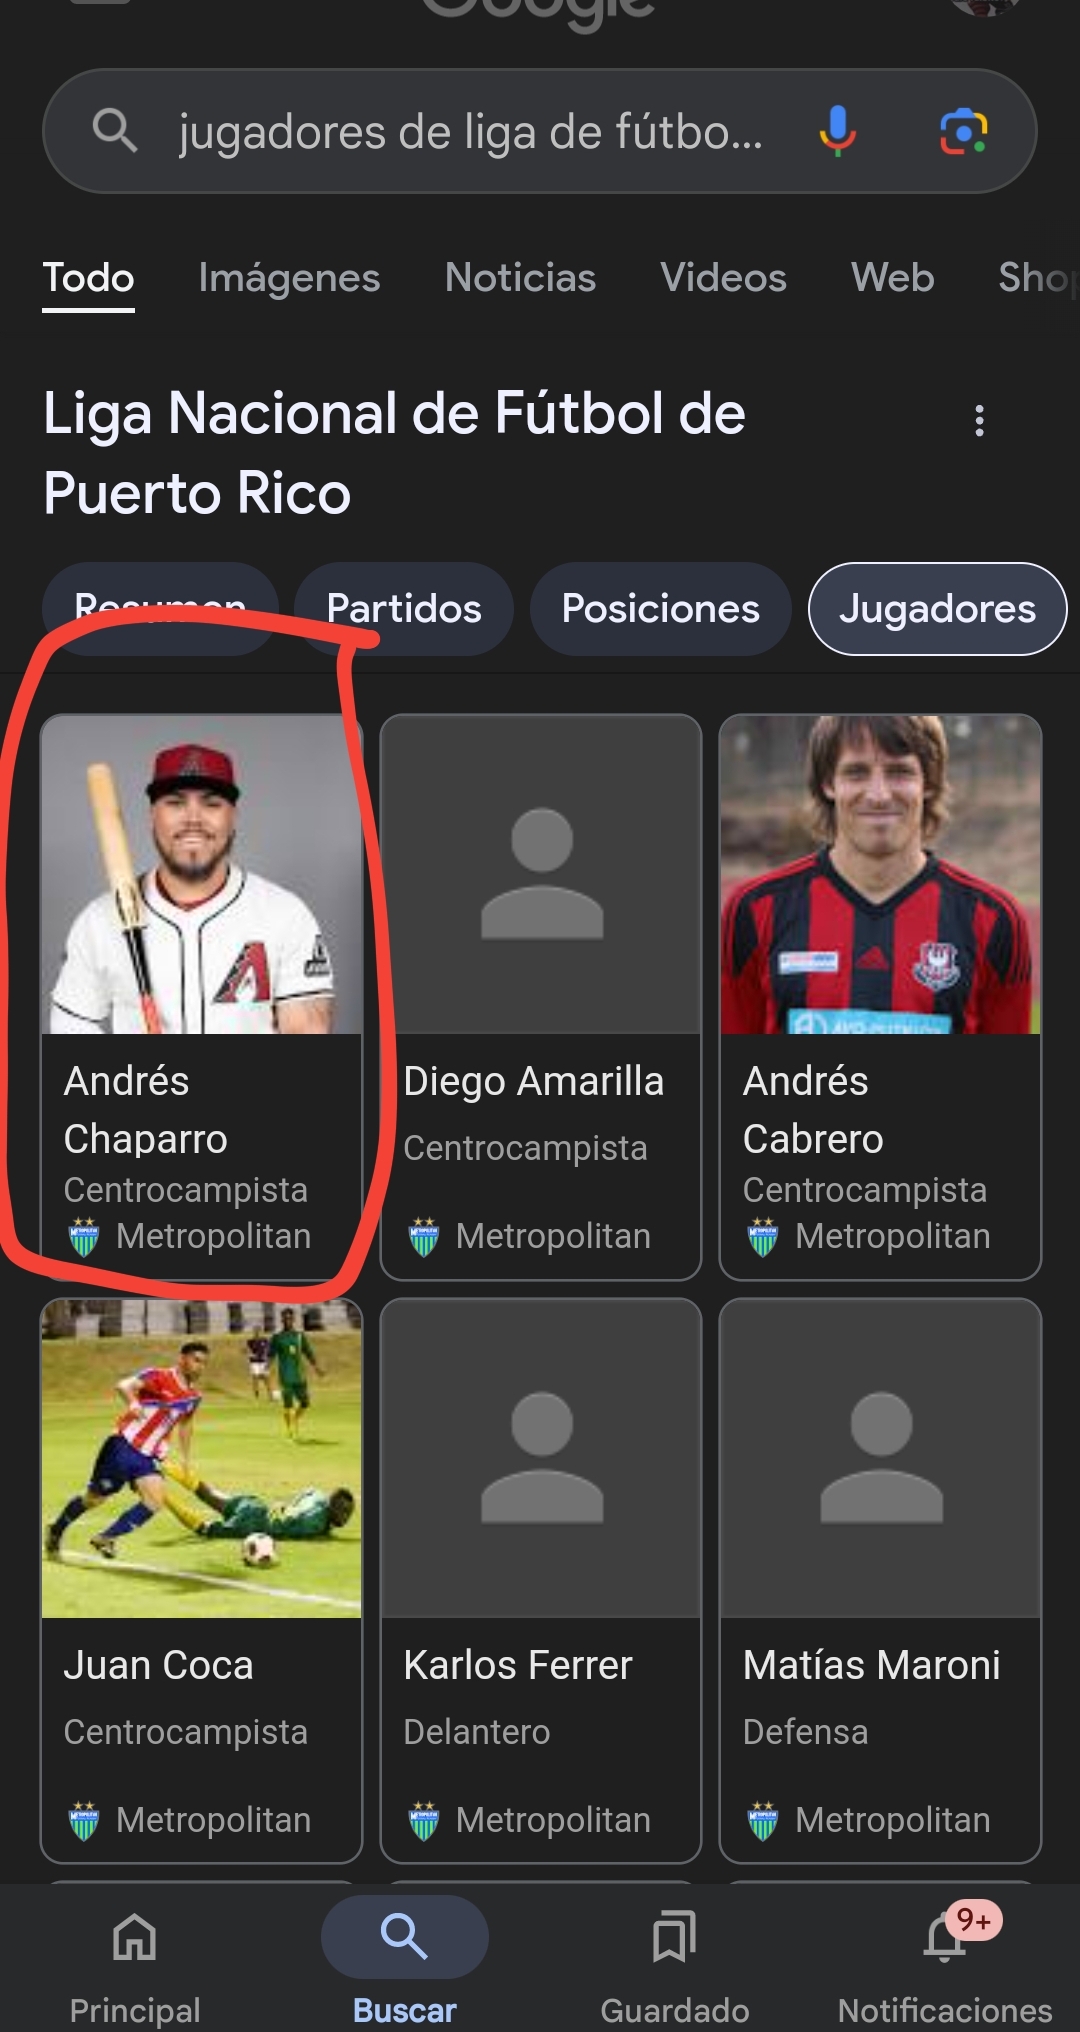 Google
jugadores de liga de fútbo...
Todo Imágenes Noticias Videos Web Shop
Liga Nacional de Fútbol de
Puerto Rico
Resumen Partidos Posiciones Jugadores
A
A
Andrés
Chaparro
Centrocampista
Metropolitan
Diego Amarilla
Centrocampista
Metropolitan
Andrés
Cabrero
Centrocampista
Metropolitan
Juan Coca
Centrocampista
Metropolitan
Karlos Ferrer
Delantero
Metropolitan
Matías Maroni
Defensa
Metropolitan
9+
Principal Buscar Guardado Notificaciones